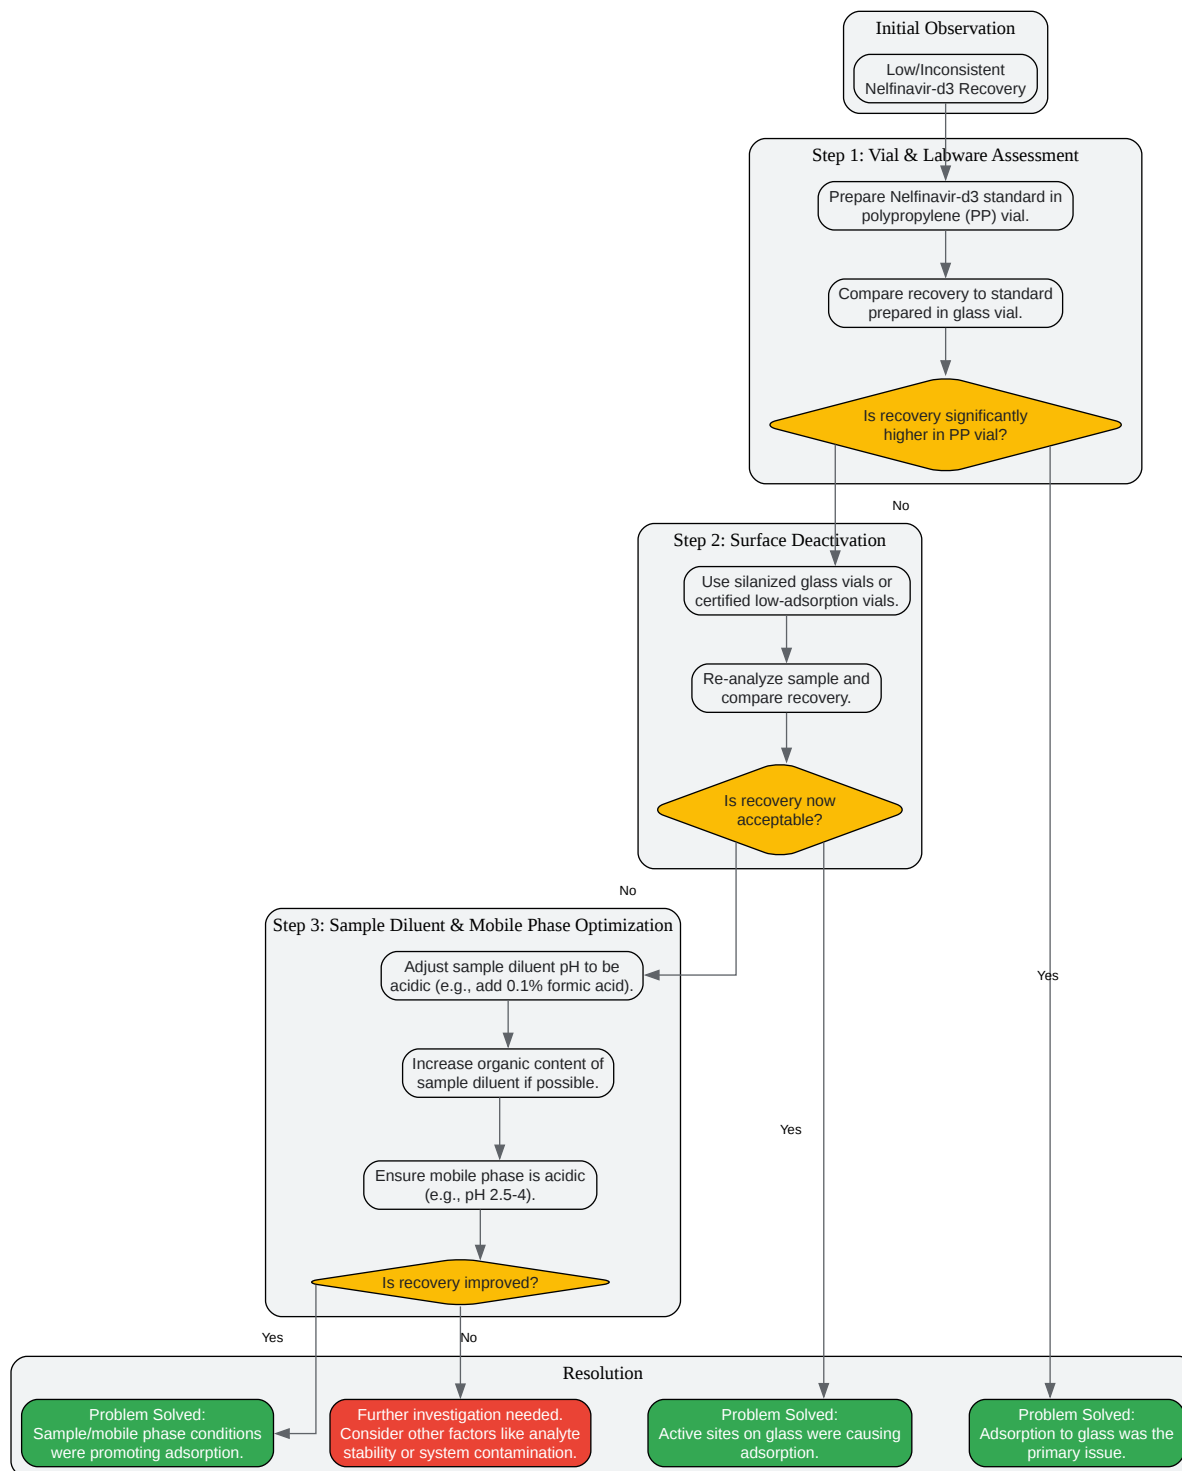 Initial Observation
Low/Inconsistent
Nelfinavir-d3 Recovery
Step 1: Vial & Labware Assessment
Prepare Nelfinavir-d3 standard in
polypropylene (PP) vial.
Compare recovery to standard
prepared in glass vial.
Is recovery significantly
higher in PP vial?
No
Step 2: Surface Deactivation
Use silanized glass vials or
certified low-adsorption vials.
Re-analyze sample and
compare recovery.
Is recovery now
acceptable?
No
Step 3: Sample Diluent & Mobile Phase Optimization
Adjust sample diluent pH to be
acidic (e.g., add 0.1% formic acid).
Yes
Increase organic content of
sample diluent if possible.
Yes
Ensure mobile phase is acidic
(e.g., pH 2.5-4).
Is recovery improved?
Yes
No
Resolution
Problem Solved:
Sample/mobile phase conditions
were promoting adsorption.
Further investigation needed.
Consider other factors like analyte
stability or system contamination.
Problem Solved:
Active sites on glass were causing
adsorption.
Problem Solved:
Adsorption to glass was the
primary issue.